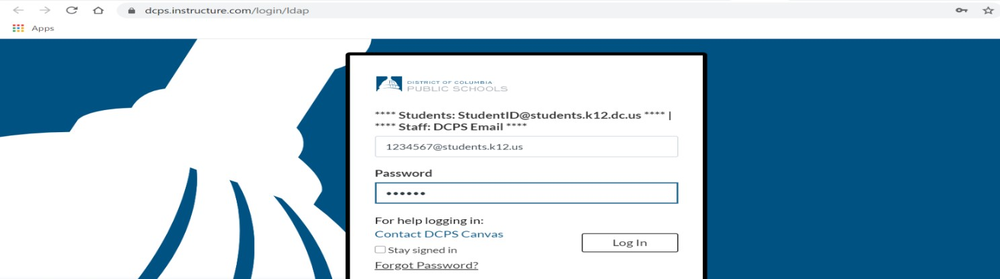 dcps.instructure.com/login/ldap
Apps
DISTRICT OF COLUMBIA
PUBLIC SCHOOLS
**** Students: StudentID@students.k12.dc.us **** |
**** Staff: DCPS Email ****
1234567@students.k12.us
Password
••••••
For help logging in:
Contact DCPS Canvas
Log In
Stay signed in
Forgot Password?